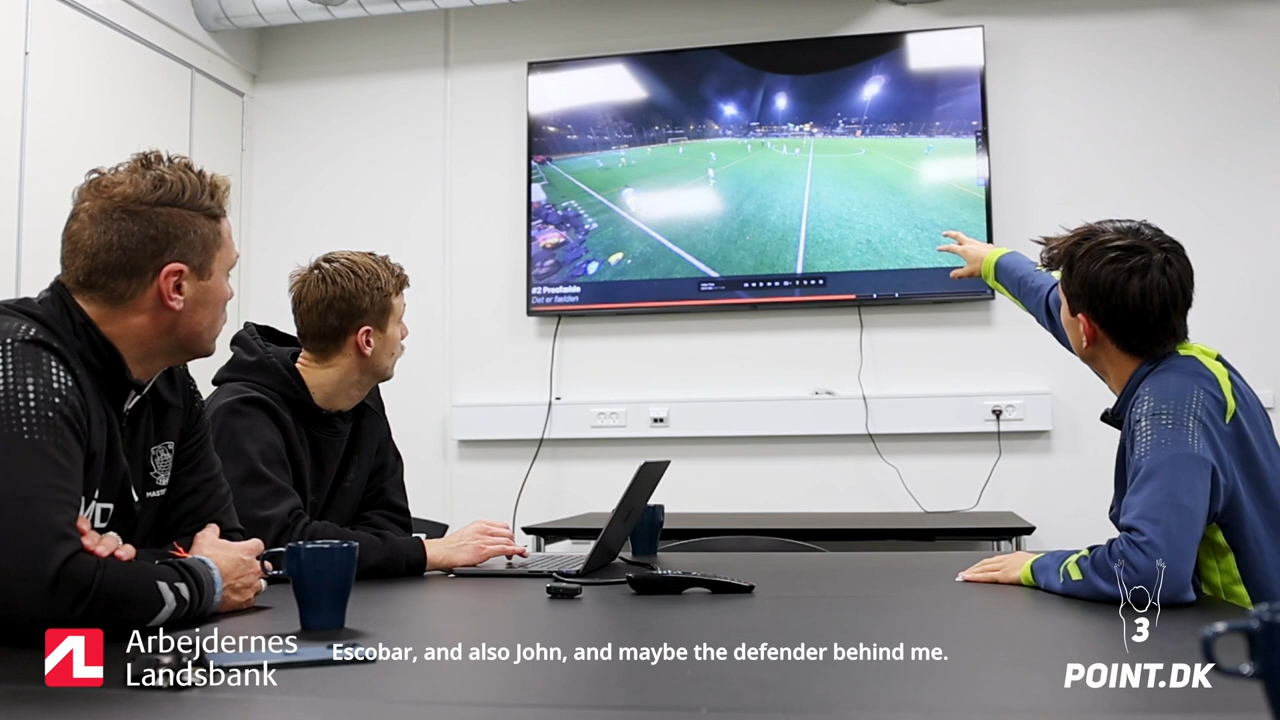 #2 Presfælde
Det er fælden
MD
Arbejdernes
Landsbank
Escobar, and also John, and maybe the defender behind me.
3
POINT.DK